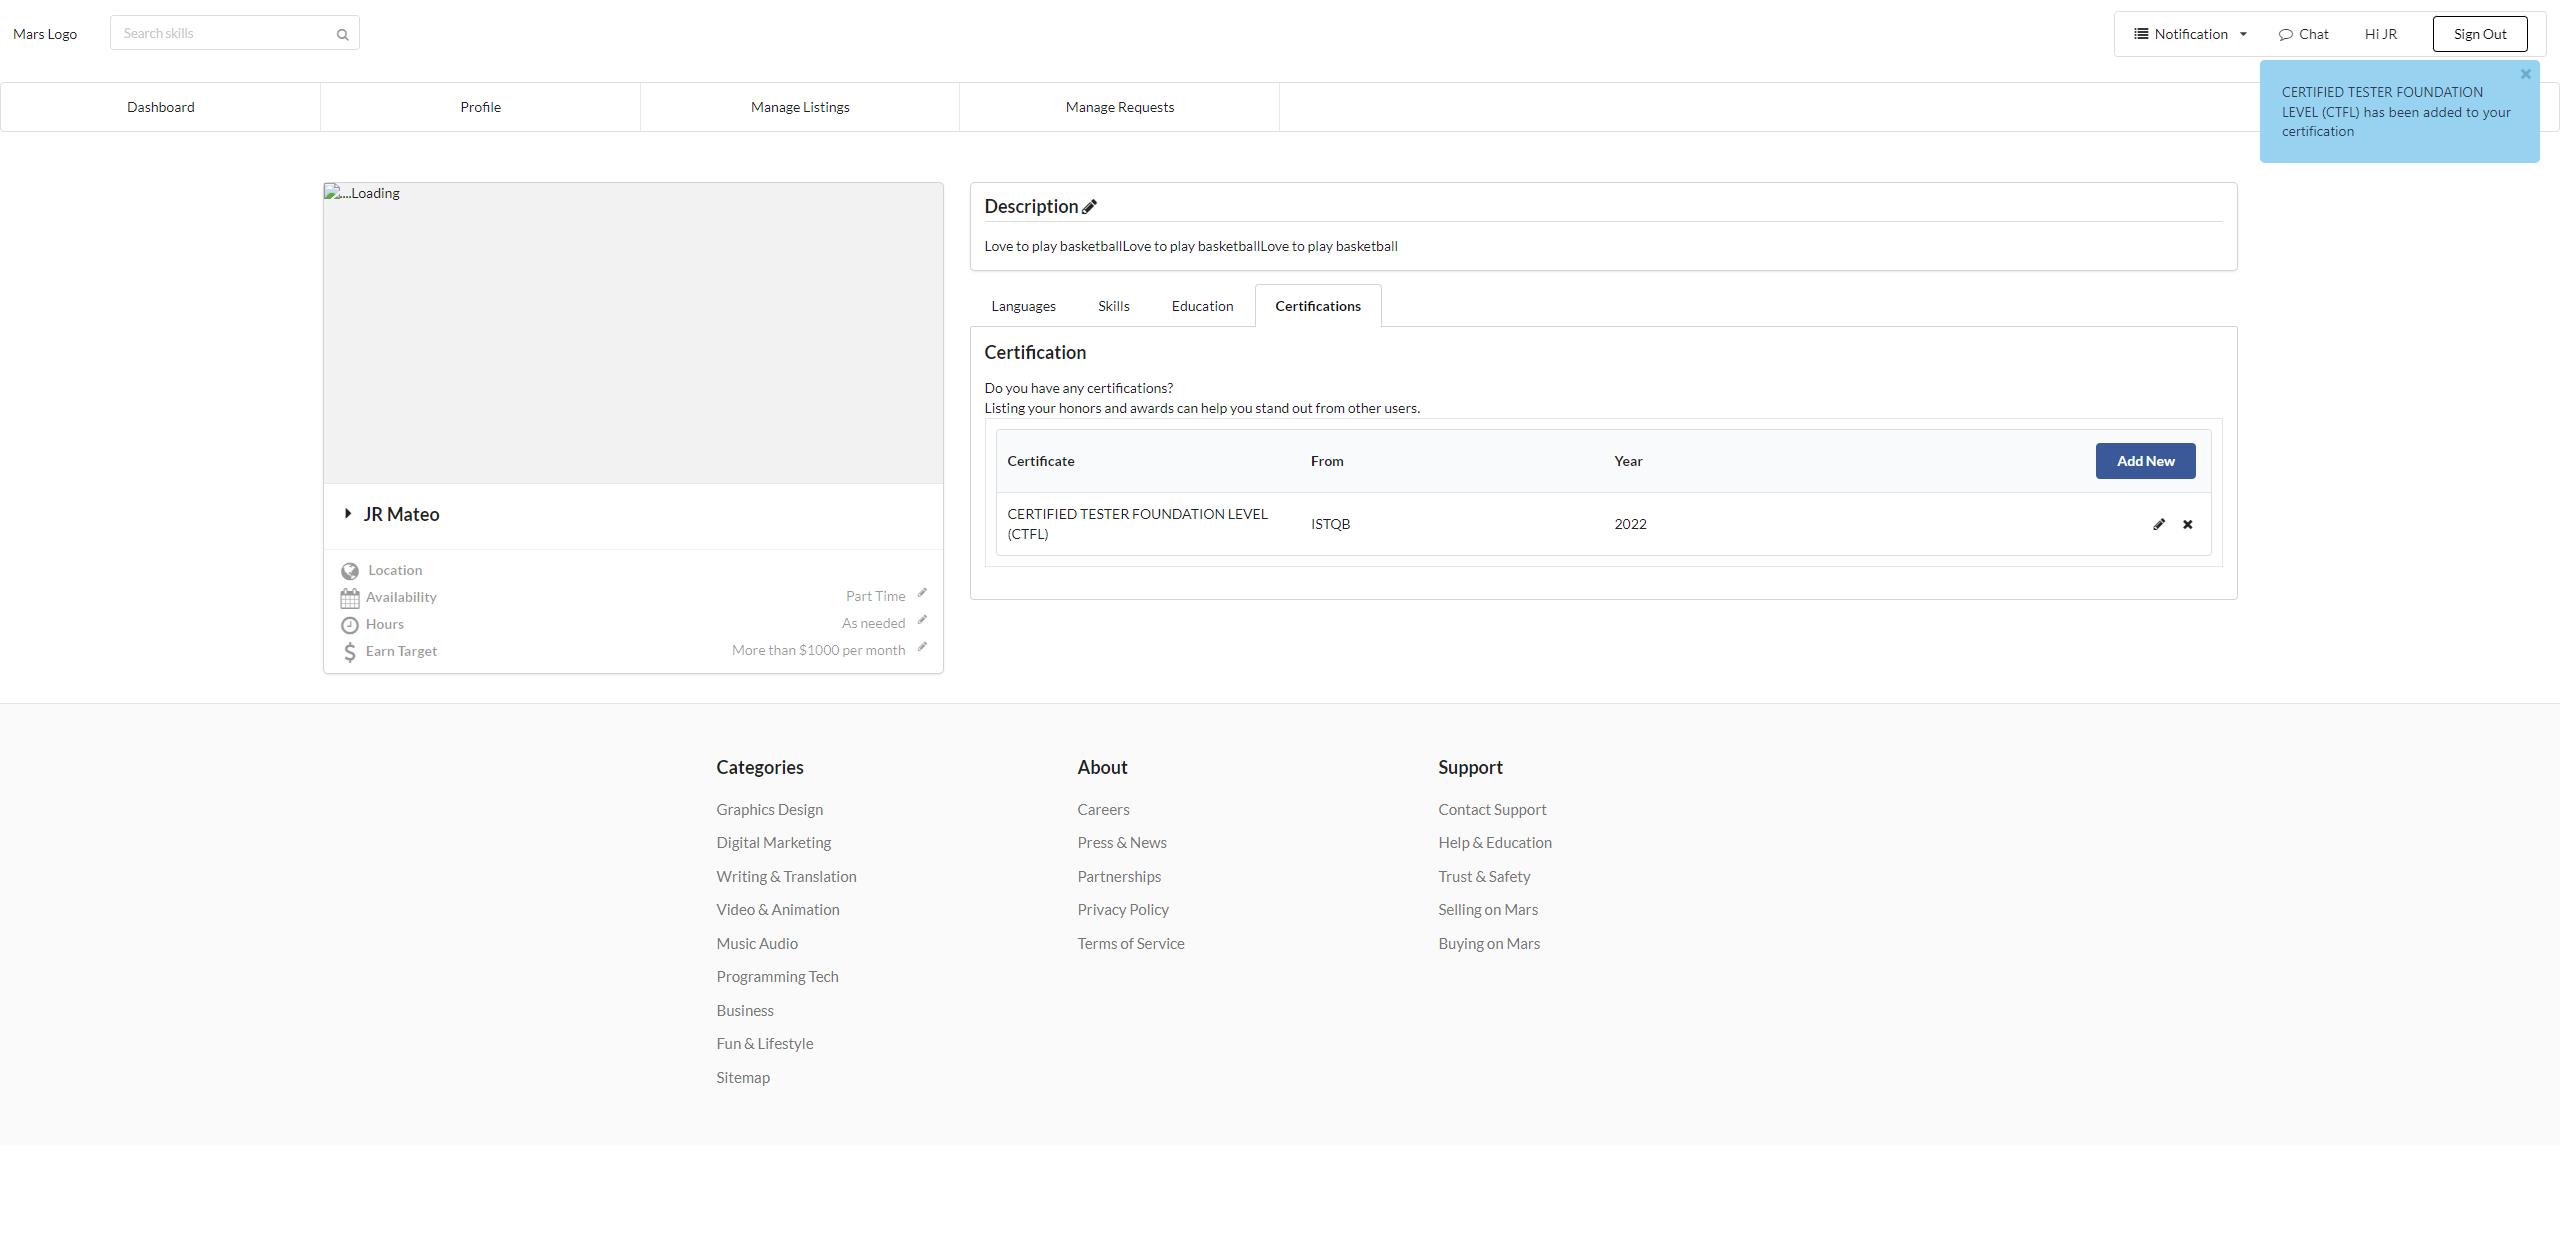 Mars Logo
Search skills
Notification
Chat
Hi JR
Sign Out
CERTIFIED TESTER FOUNDATION
LEVEL (CTFL) has been added to your
certification
Dashboard
Profile
Manage Listings
Manage Requests
....Loading
JR Mateo
Location
Availability
Part Time
Hours
As needed
Earn Target
More than $1000 per month
Description
Love to play basketballLove to play basketballLove to play basketball
Languages
Skills
Education
Certifications
Certification
Do you have any certifications?
Listing your honors and awards can help you stand out from other users.
Certificate
From
Year
Add New
CERTIFIED TESTER FOUNDATION LEVEL
(CTFL)
ISTQB
2022
Categories
Graphics Design
Digital Marketing
Writing & Translation
Video & Animation
Music Audio
Programming Tech
Business
Fun & Lifestyle
Sitemap
About
Careers
Press & News
Partnerships
Privacy Policy
Terms of Service
Support
Contact Support
Help & Education
Trust & Safety
Selling on Mars
Buying on Mars